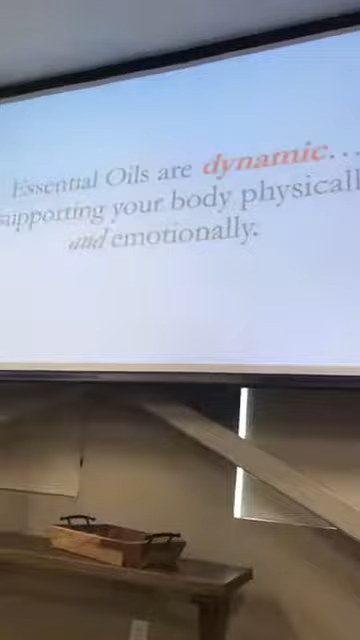 Essential Oils are dynamic...
supporting your body physicall
and emotionally.